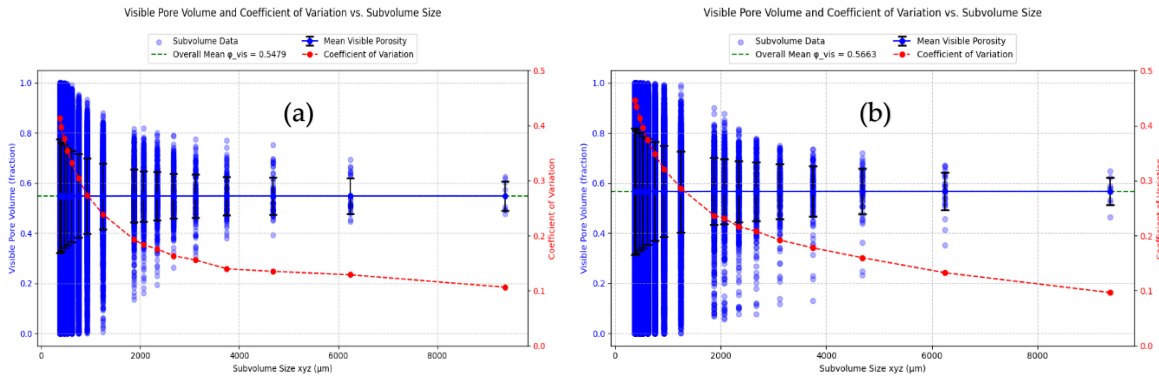 Visible Pore Volume and Coefficient of Variation vs. Subvolume Size
Subvolume Data
Mean Visible Porosity
Overall Mean φ_vis = 0.5479
Coefficient of Variation
(a)
Visible Pore Volume (fraction)
1.0
0.8
0.6
0.4
0.2
0.0
0.5
0.4
0.3
0.2
0.1
0.0
Coefficient of Variation
0
2000
4000
6000
8000
Subvolume Size xyz (μm)
Visible Pore Volume and Coefficient of Variation vs. Subvolume Size
Subvolume Data
Mean Visible Porosity
Overall Mean φ_vis = 0.5663
Coefficient of Variation
(b)
Visible Pore Volume (fraction)
1.0
0.8
0.6
0.4
0.2
0.0
0.5
0.4
0.3
0.2
0.1
0.0
Coefficient of Variation
0
2000
4000
6000
8000
Subvolume Size xyz (μm)